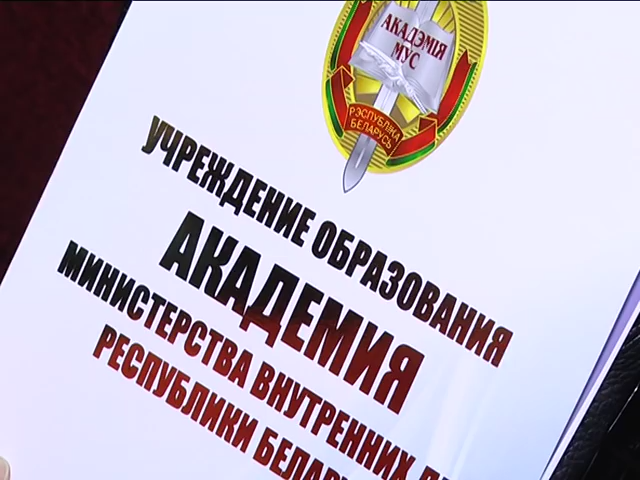 АКАДЭМІЯ
МУС
РЭСПУБЛІКА
БЕЛАРУСЬ
УЧРЕЖДЕНИЕ ОБРАЗОВАНИЯ
АКАДЕМИЯ
МИНИСТЕРСТВА ВНУТРЕННИХ
РЕСПУБЛИКИ